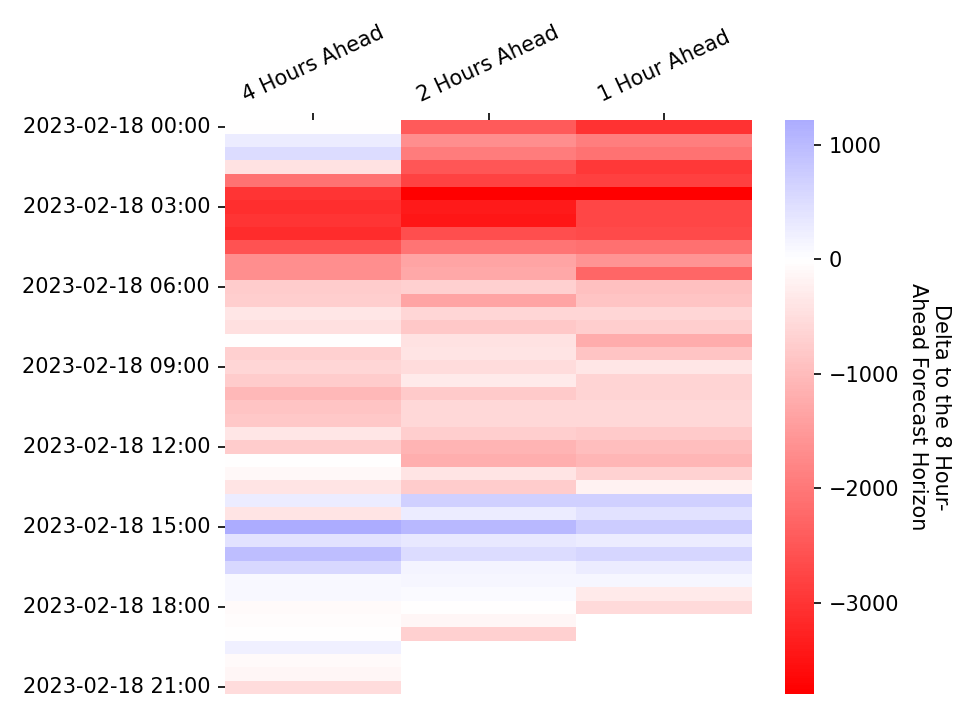 4 Hours Ahead
2 Hours Ahead
1 Hour Ahead
2023-02-18 00:00
2023-02-18 03:00
2023-02-18 06:00
2023-02-18 09:00
2023-02-18 12:00
2023-02-18 15:00
2023-02-18 18:00
2023-02-18 21:00
1000
0
−1000
−2000
−3000
Delta to the 8 Hour-
Ahead Forecast Horizon